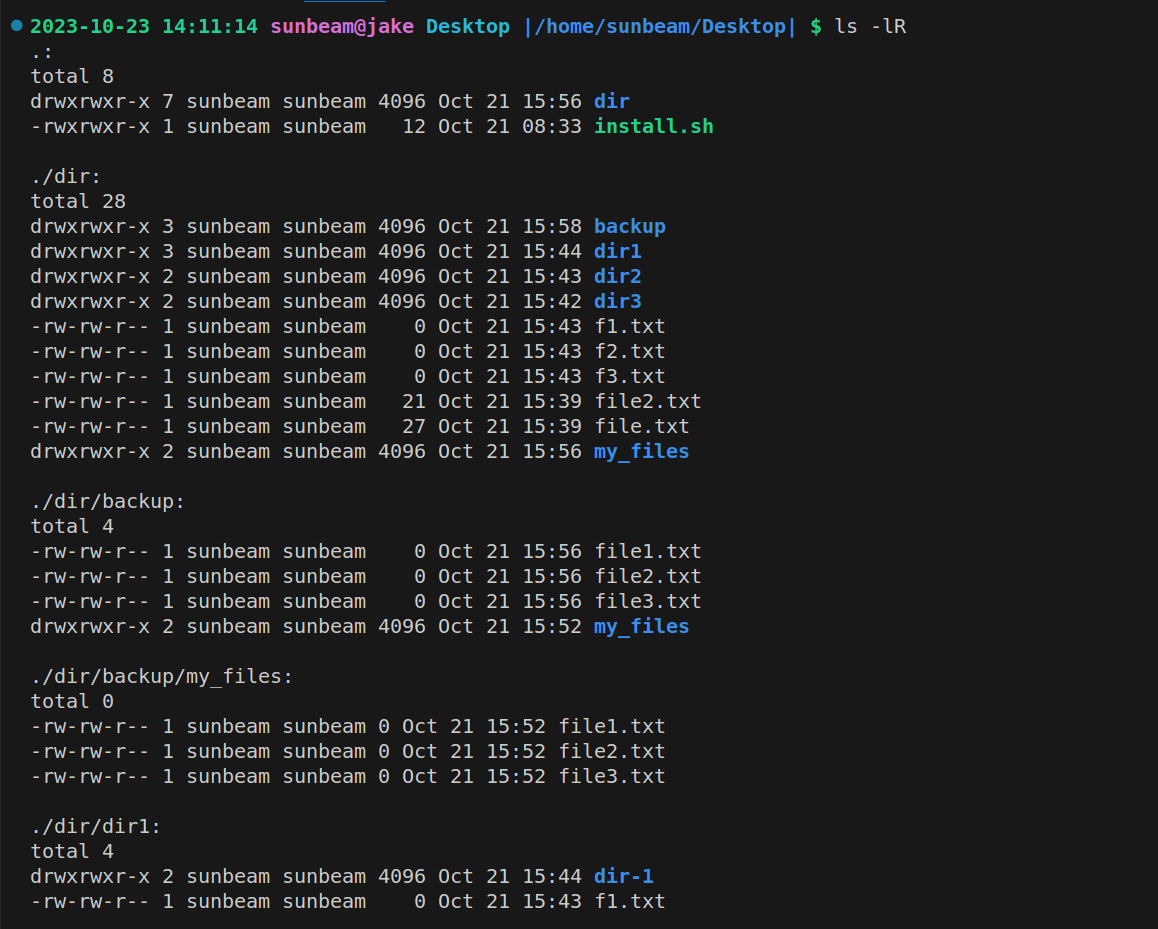 2023-10-23 14:11:14 sunbeam@jake Desktop |/home/sunbeam/Desktop| $ ls -lR
.:
total 8
drwxrwxr-x 7 sunbeam sunbeam 4096 Oct 21 15:56 dir
-rwxrwxr-x 1 sunbeam sunbeam   12 Oct 21 08:33 install.sh

./dir:
total 28
drwxrwxr-x 3 sunbeam sunbeam 4096 Oct 21 15:58 backup
drwxrwxr-x 3 sunbeam sunbeam 4096 Oct 21 15:44 dir1
drwxrwxr-x 2 sunbeam sunbeam 4096 Oct 21 15:43 dir2
drwxrwxr-x 2 sunbeam sunbeam 4096 Oct 21 15:42 dir3
-rw-rw-r-- 1 sunbeam sunbeam    0 Oct 21 15:43 f1.txt
-rw-rw-r-- 1 sunbeam sunbeam    0 Oct 21 15:43 f2.txt
-rw-rw-r-- 1 sunbeam sunbeam    0 Oct 21 15:43 f3.txt
-rw-rw-r-- 1 sunbeam sunbeam   21 Oct 21 15:39 file2.txt
-rw-rw-r-- 1 sunbeam sunbeam   27 Oct 21 15:39 file.txt
drwxrwxr-x 2 sunbeam sunbeam 4096 Oct 21 15:56 my_files

./dir/backup:
total 4
-rw-rw-r-- 1 sunbeam sunbeam    0 Oct 21 15:56 file1.txt
-rw-rw-r-- 1 sunbeam sunbeam    0 Oct 21 15:56 file2.txt
-rw-rw-r-- 1 sunbeam sunbeam    0 Oct 21 15:56 file3.txt
drwxrwxr-x 2 sunbeam sunbeam 4096 Oct 21 15:52 my_files

./dir/backup/my_files:
total 0
-rw-rw-r-- 1 sunbeam sunbeam 0 Oct 21 15:52 file1.txt
-rw-rw-r-- 1 sunbeam sunbeam 0 Oct 21 15:52 file2.txt
-rw-rw-r-- 1 sunbeam sunbeam 0 Oct 21 15:52 file3.txt

./dir/dir1:
total 4
drwxrwxr-x 2 sunbeam sunbeam 4096 Oct 21 15:44 dir-1
-rw-rw-r-- 1 sunbeam sunbeam    0 Oct 21 15:43 f1.txt